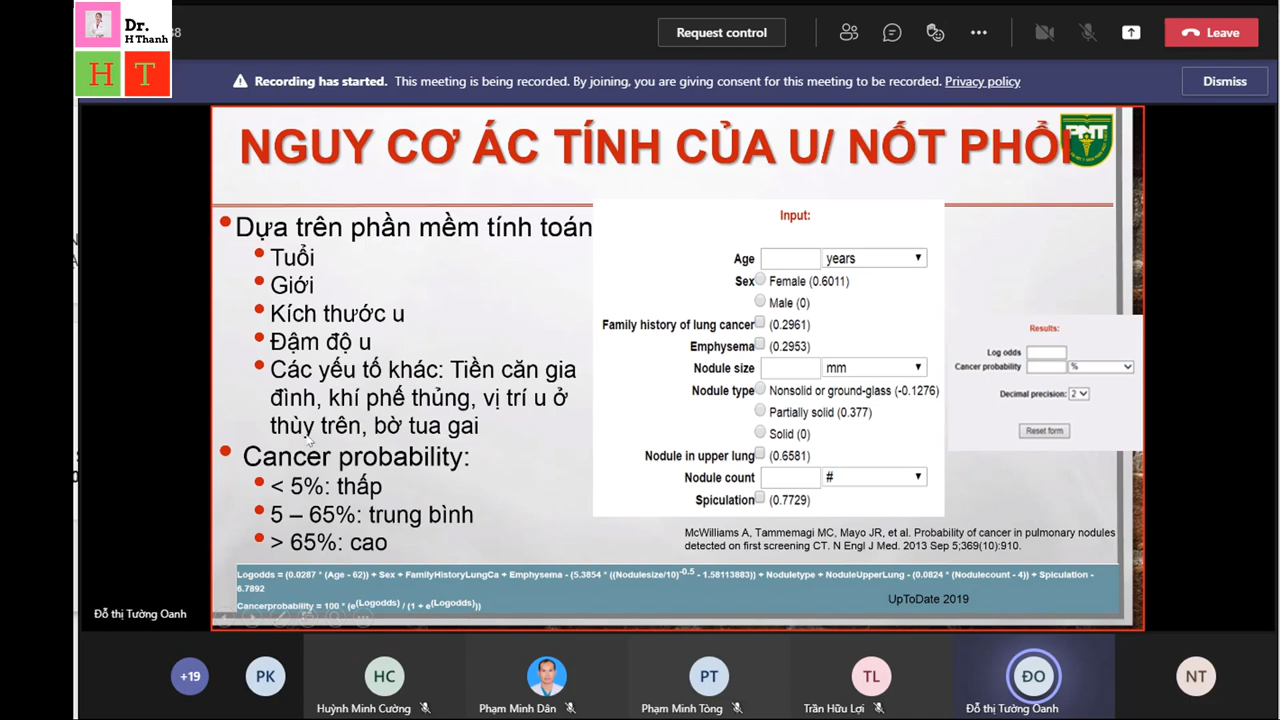 Dr.
H Thanh
H T
38
Request control
Leave
Recording has started. This meeting is being recorded. By joining, you are giving consent for this meeting to be recorded. Privacy policy
Dismiss
NGUY CƠ ÁC TÍNH CỦA U/ NỐT PHỔI
PNT
Dựa trên phần mềm tính toán
Tuổi
Giới
Kích thước u
Đậm độ u
Các yếu tố khác: Tiền căn gia
đình, khí phế thủng, vị trí u ở
thùy trên, bờ tua gai
Cancer probability:
< 5%: thấp
5 – 65%: trung bình
> 65%: cao
Input:
Age years
Sex Female (0.6011)
Male (0)
Family history of lung cancer (0.2961)
Emphysema (0.2953)
Nodule size mm
Nodule type Nonsolid or ground-glass (-0.1276)
Partially solid (0.377)
Solid (0)
Nodule in upper lung (0.6581)
Nodule count #
Spiculation (0.7729)
Results:
Log odds
Cancer probability %
Decimal precision: 2
Reset form
McWilliams A, Tammemagi MC, Mayo JR, et al. Probability of cancer in pulmonary nodules
detected on first screening CT. N Engl J Med. 2013 Sep 5;369(10):910.
Logodds = (0.0287 * (Age - 62)) + Sex + FamilyHistoryLungCa + Emphysema - (5.3854 * ((Nodulesize/10)-0.5 - 1.58113883)) + Noduletype + NoduleUpperLung - (0.0824 * (Nodulecount - 4)) + Spiculation -
6.7892
Cancerprobability = 100 * (e(Logodds) / (1 + e(Logodds)))
UpToDate 2019
Đỗ thị Tường Oanh
+19
PK
HC
Huỳnh Minh Cường
Phạm Minh Dân
PT
Phạm Minh Tòng
TL
Trần Hữu Lợi
ĐO
Đỗ thị Tường Oanh
NT